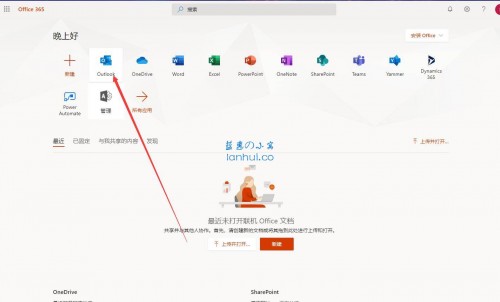 Office 365
搜索
晚上好
安装 Office
新建
Outlook
OneDrive
Word
Excel
PowerPoint
OneNote
SharePoint
Teams
Yammer
Dynamics 365
Power Automate
管理
所有应用
最近 已固定 与我共享的内容 发现
上传并打开...
蓝惠の小窝
lanhui.co
最近未打开联机 Office 文档
共享并与其他人协作。首先，请创建新的文档或将其拖到此处进行上传和打开。
上传并打开...
新建
OneDrive
SharePoint